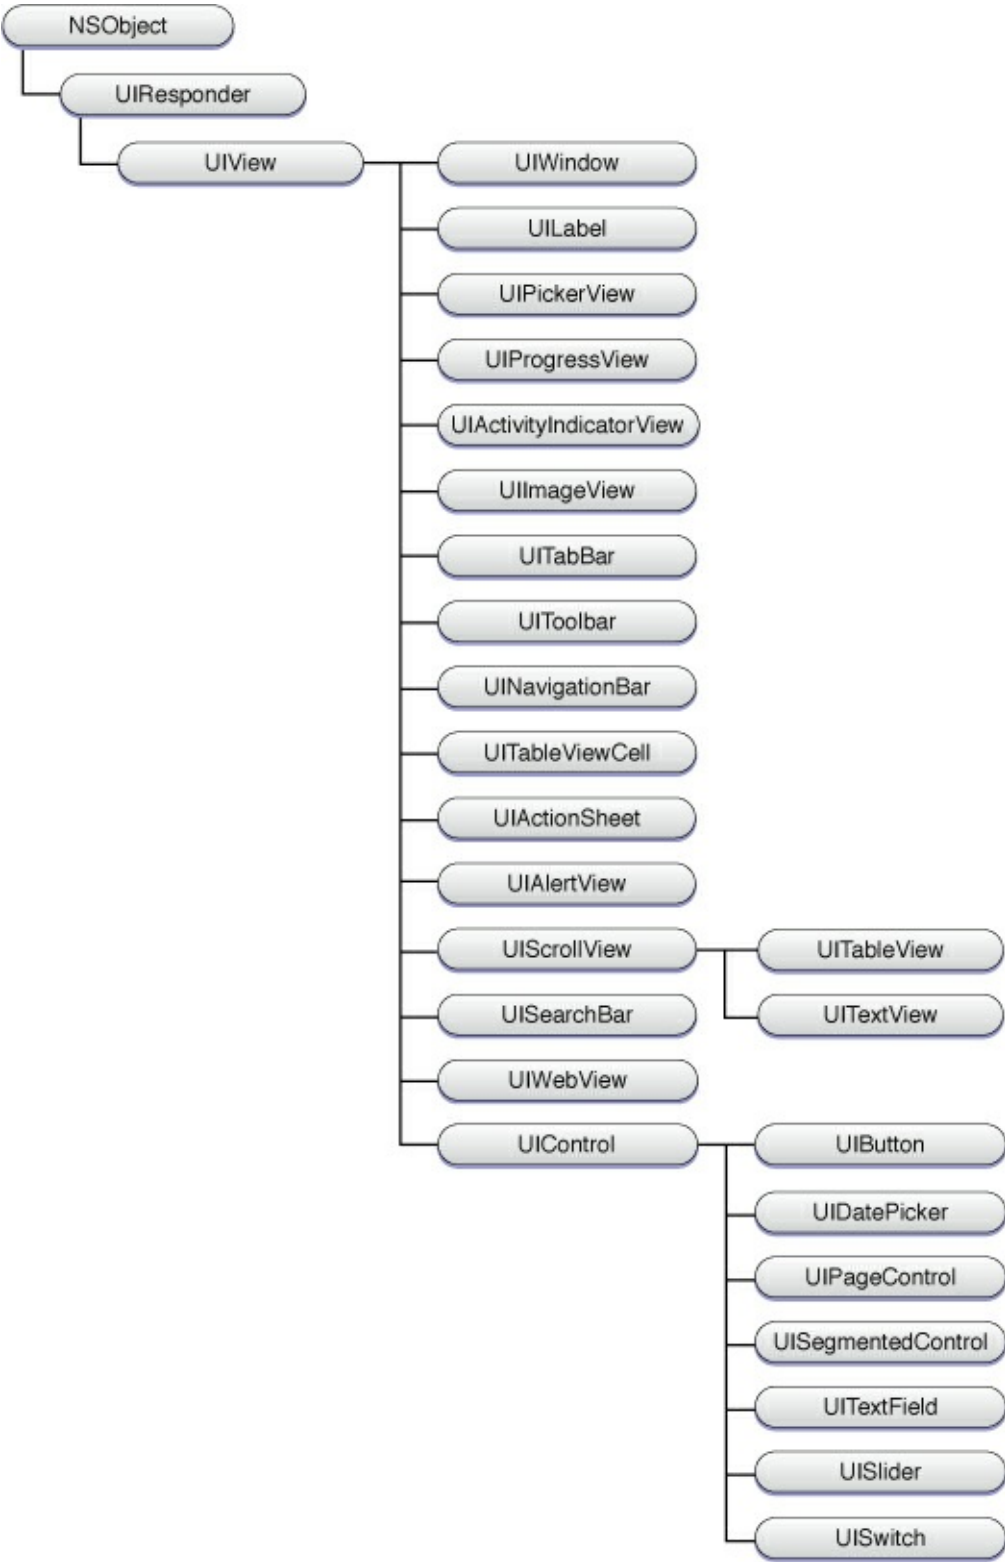 NSObject
UIResponder
UIView
UIWindow
UILabel
UIPickerView
UIProgressView
UIActivityIndicatorView
UIImageView
UITabBar
UIToolbar
UINavigationBar
UITableViewCell
UIActionSheet
UIAlertView
UIScrollView
UITableView
UITextView
UISearchBar
UIWebView
UIControl
UIButton
UIDatePicker
UIPageControl
UISegmentedControl
UITextField
UISlider
UISwitch